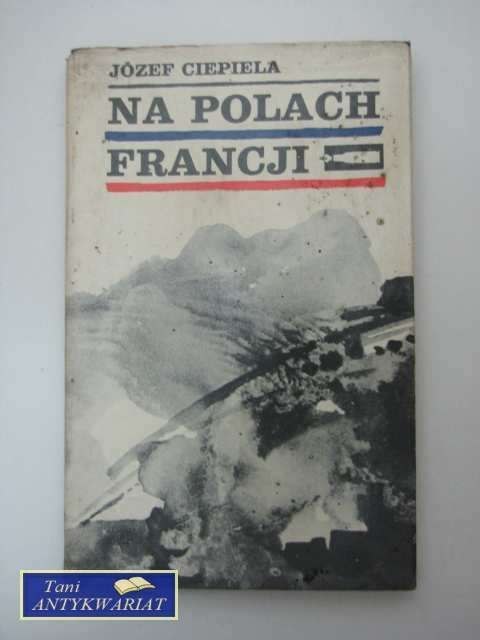 JÓZEF CIEPIELA
NA POLACH
FRANCJI
Tani
ANTYKWARIAT